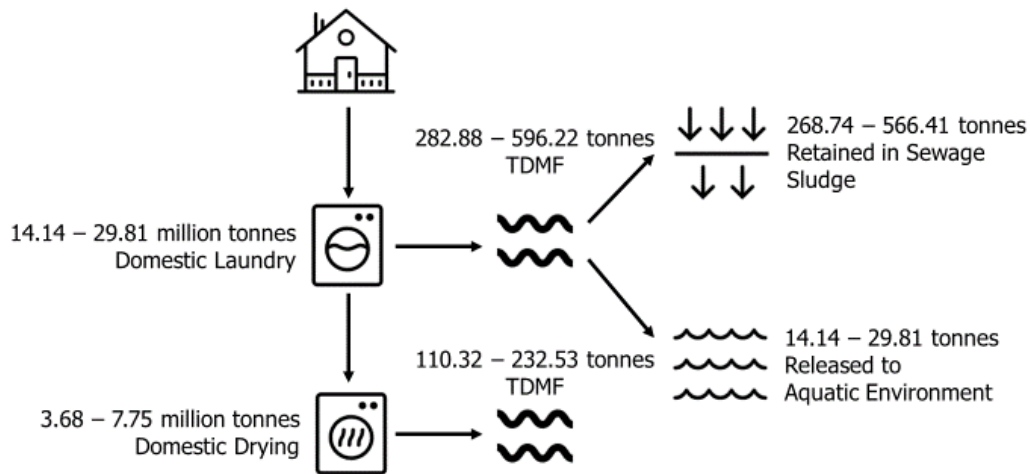 282.88 – 596.22 tonnes
TDMF
268.74 – 566.41 tonnes
Retained in Sewage
Sludge
14.14 – 29.81 million tonnes
Domestic Laundry
110.32 – 232.53 tonnes
TDMF
14.14 – 29.81 tonnes
Released to
Aquatic Environment
3.68 – 7.75 million tonnes
Domestic Drying